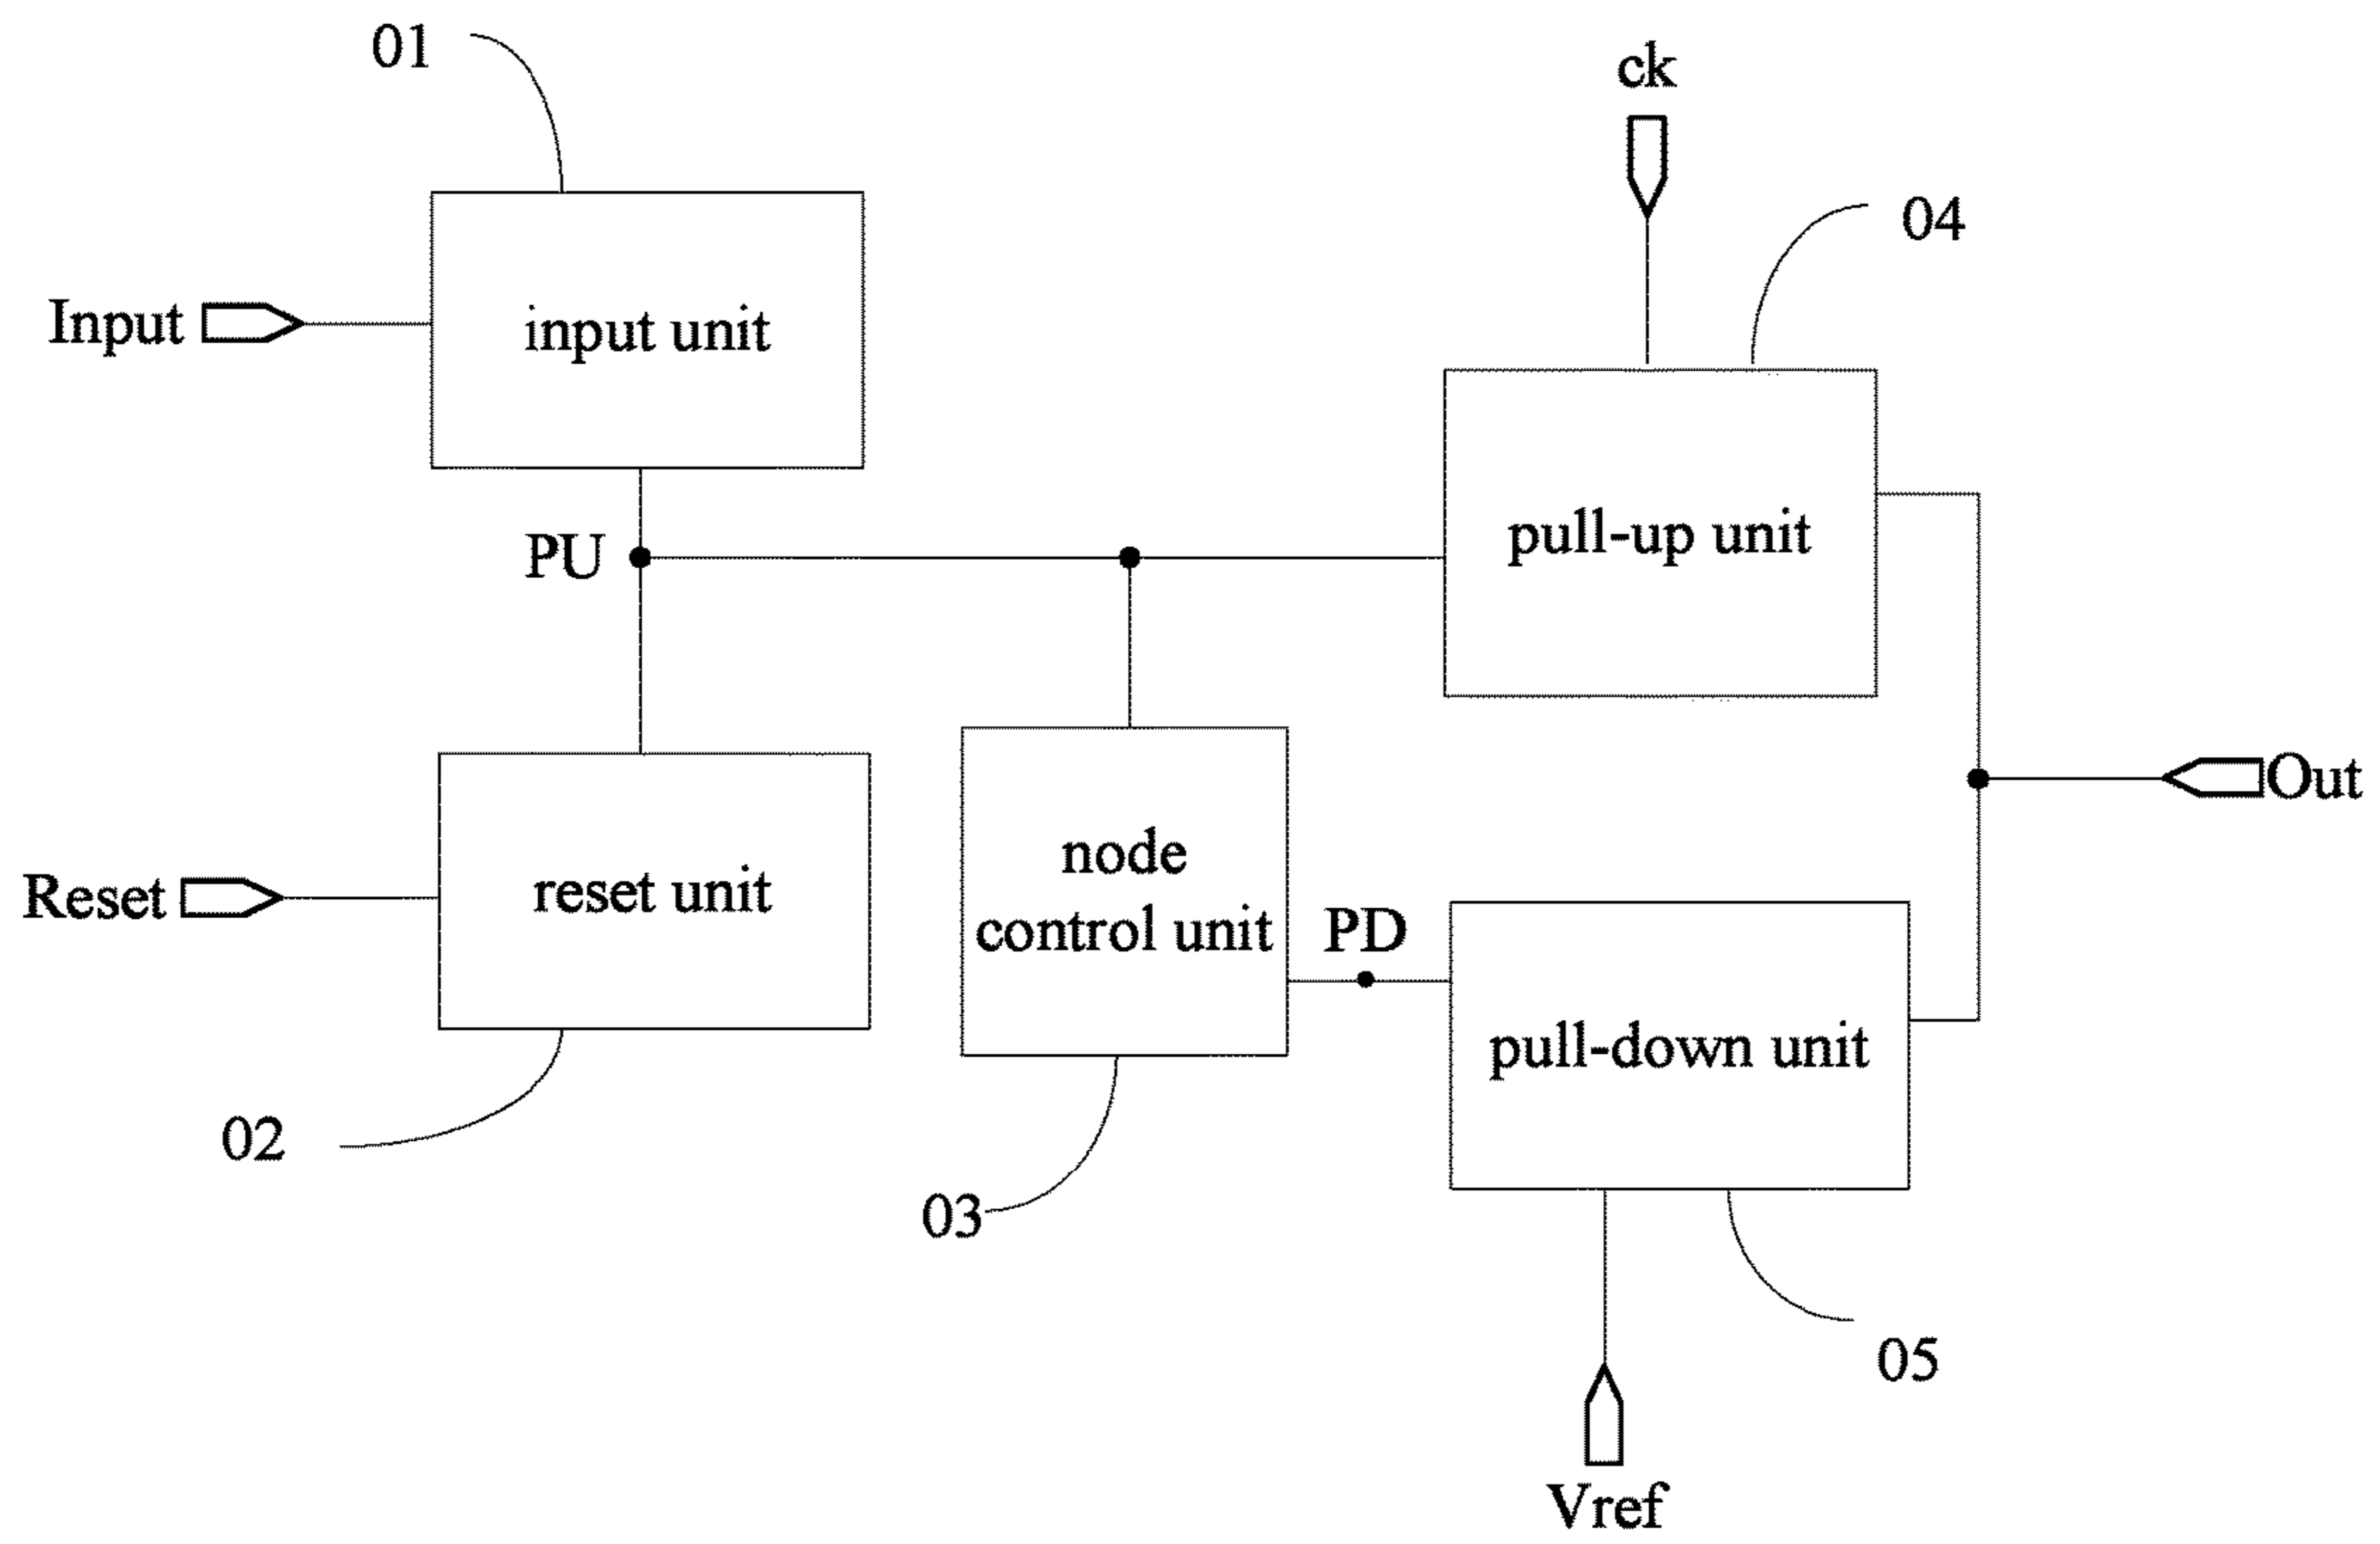 01
ck
04
Input
input unit
pull-up unit
PU
Out
node
control unit
reset unit
Reset
PD
pull-down unit
02
03
05
Vref